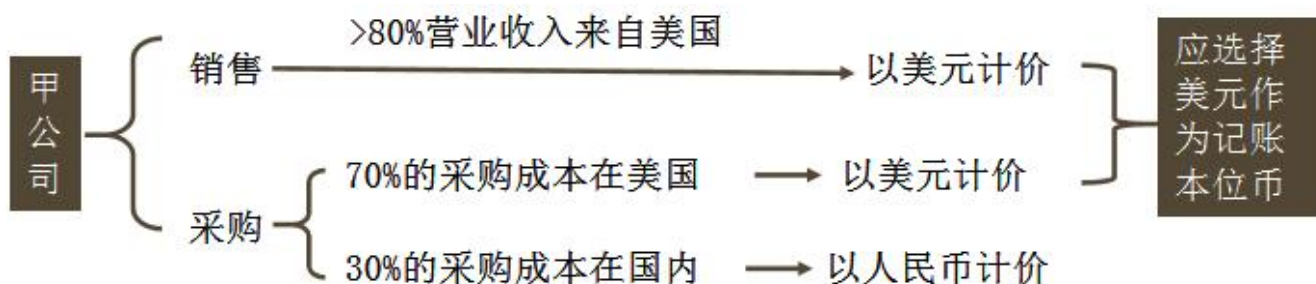 甲公司
销售
>80%营业收入来自美国
以美元计价
采购
70%的采购成本在美国
以美元计价
30%的采购成本在国内
以人民币计价
应选择
美元作
为记账
本位币